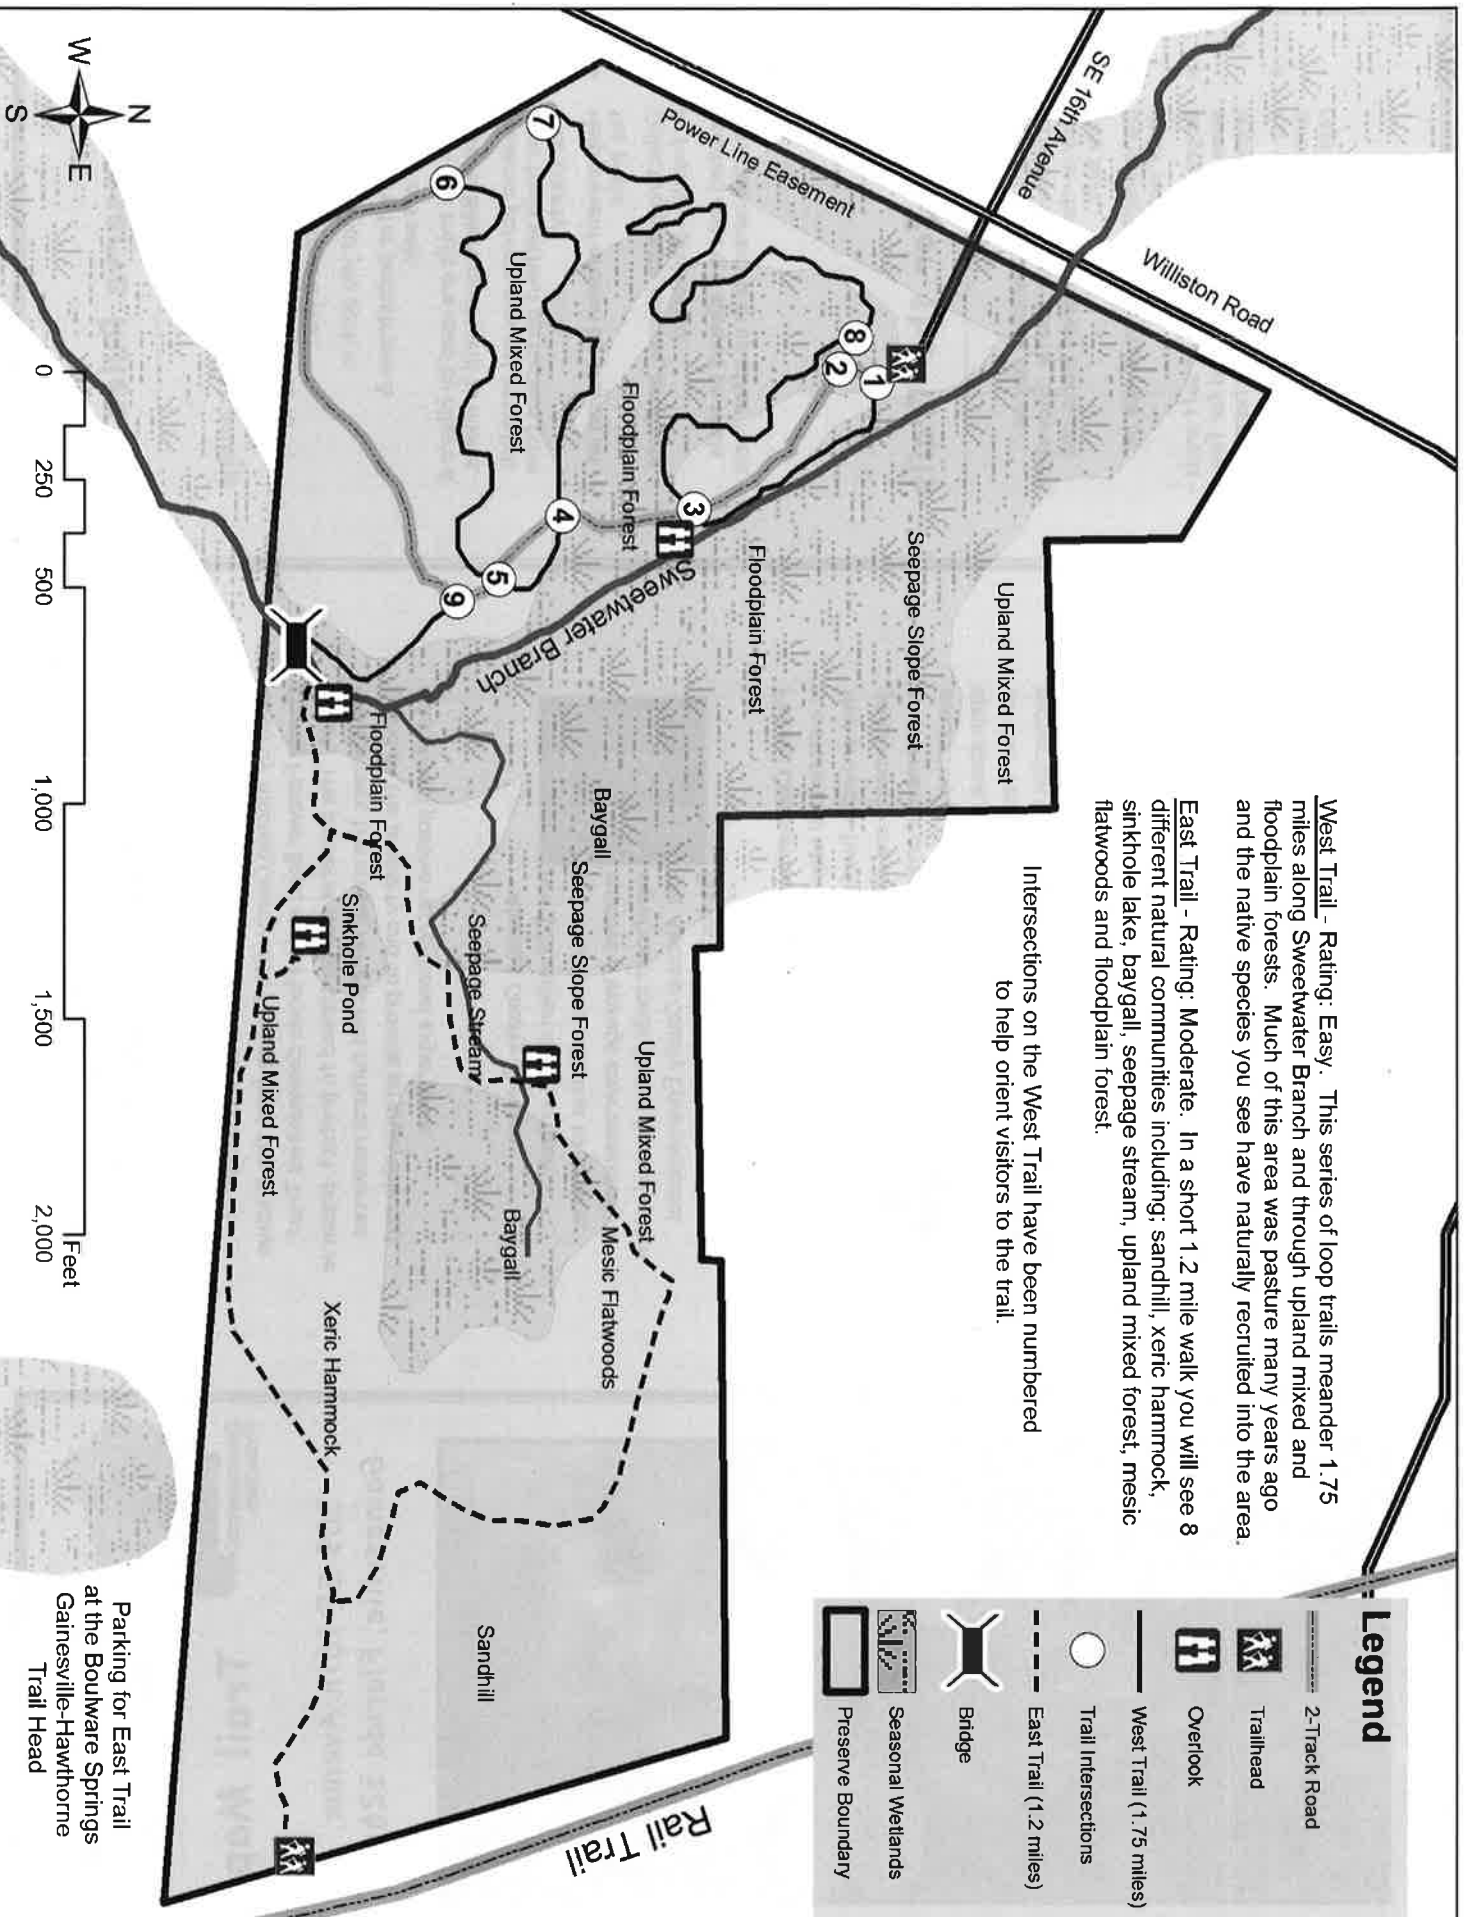 West Trail - Rating: Easy.  This series of loop trails meander 1.75
miles along Sweetwater Branch and through upland mixed and
floodplain forests.  Much of this area was pasture many years ago
and the native species you see have naturally recruited into the area.
East Trail - Rating: Moderate.  In a short 1.2 mile walk you will see 8
different natural communities including; sandhill, xeric hammock,
sinkhole lake, baygall, seepage stream, upland mixed forest, mesic
flatwoods and floodplain forest.
Intersections on the West Trail have been numbered
to help orient visitors to the trail.
Legend
2-Track Road
Trailhead
Overlook
West Trail (1.75 miles)
Trail Intersections
East Trail (1.2 miles)
Bridge
Seasonal Wetlands
Preserve Boundary
Williston Road
SE 16th Avenue
Power Line Easement
8
2
1
7
6
3
4
5
9
Upland Mixed Forest
Seepage Slope Forest
Floodplain Forest
Floodplain Forest
Upland Mixed Forest
Sweetwater Branch
Baygall
Seepage Slope Forest
Upland Mixed Forest
Mesic Flatwoods
Seepage Stream
Baygall
Floodplain Forest
Sinkhole Pond
Upland Mixed Forest
Xeric Hammock
Sandhill
Rail Trail
Parking for East Trail
at the Boulware Springs
Gainesville-Hawthorne
Trail Head
N
W
E
S
0
250
500
1,000
1,500
2,000
Feet